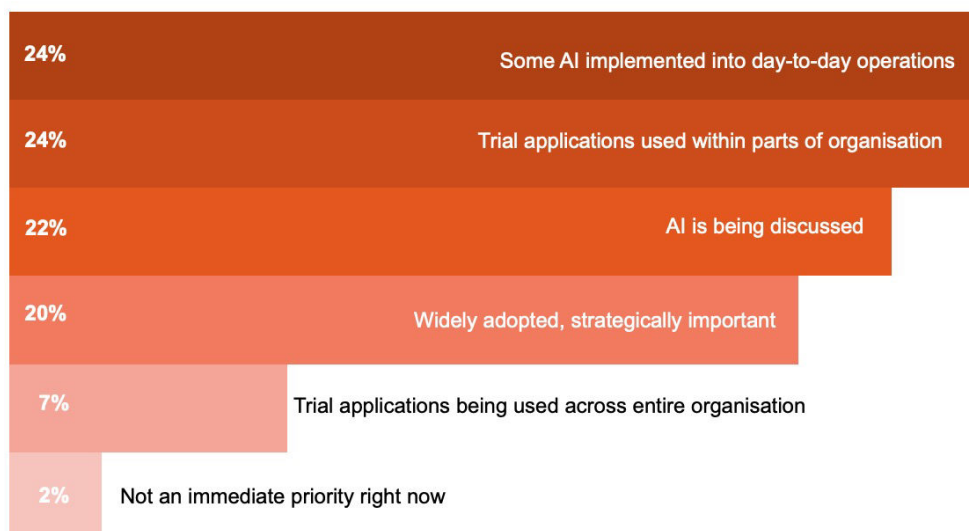 24%
Some AI implemented into day-to-day operations
24%
Trial applications used within parts of organisation
22%
AI is being discussed
20%
Widely adopted, strategically important
7%
Trial applications being used across entire organisation
2%
Not an immediate priority right now